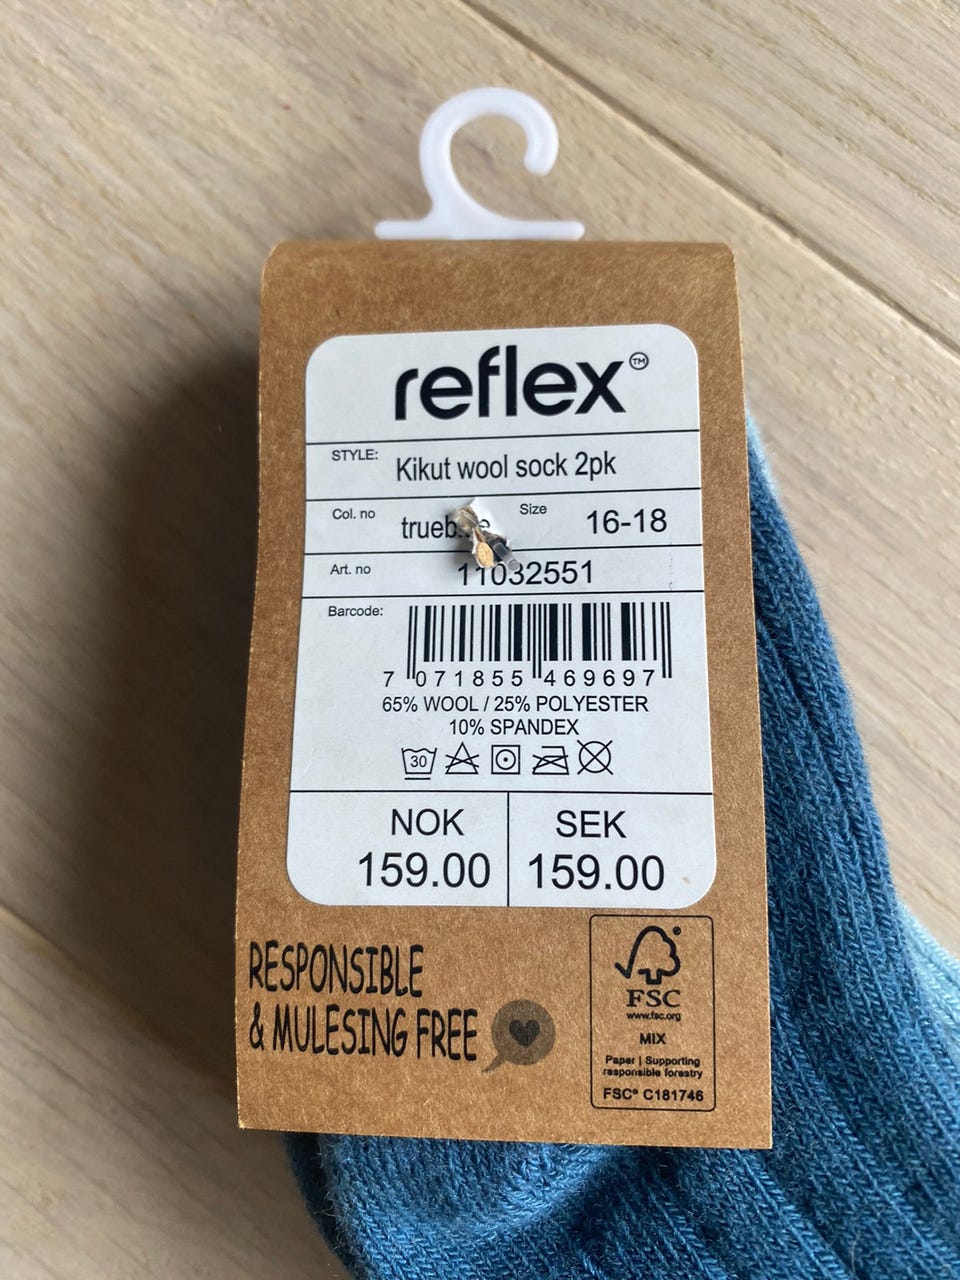 reflex™
STYLE: Kikut wool sock 2pk
Col. no Size 16-18
Art. no 11032551
Barcode:
7 071855 469697
65% WOOL / 25% POLYESTER
10% SPANDEX
30
NOK SEK
159.00 159.00
RESPONSIBLE
& MULESING FREE
FSC®
www.fsc.org
MIX
Paper | Supporting
responsible forestry
FSC® C181746